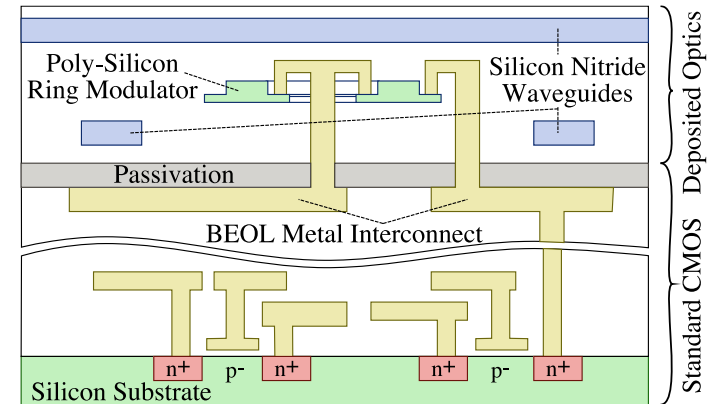 Poly-Silicon
Ring Modulator
Silicon Nitride
Waveguides
Deposited Optics
Passivation
BEOL Metal Interconnect
Standard CMOS
n+
p-
n+
n+
p-
n+
Silicon Substrate